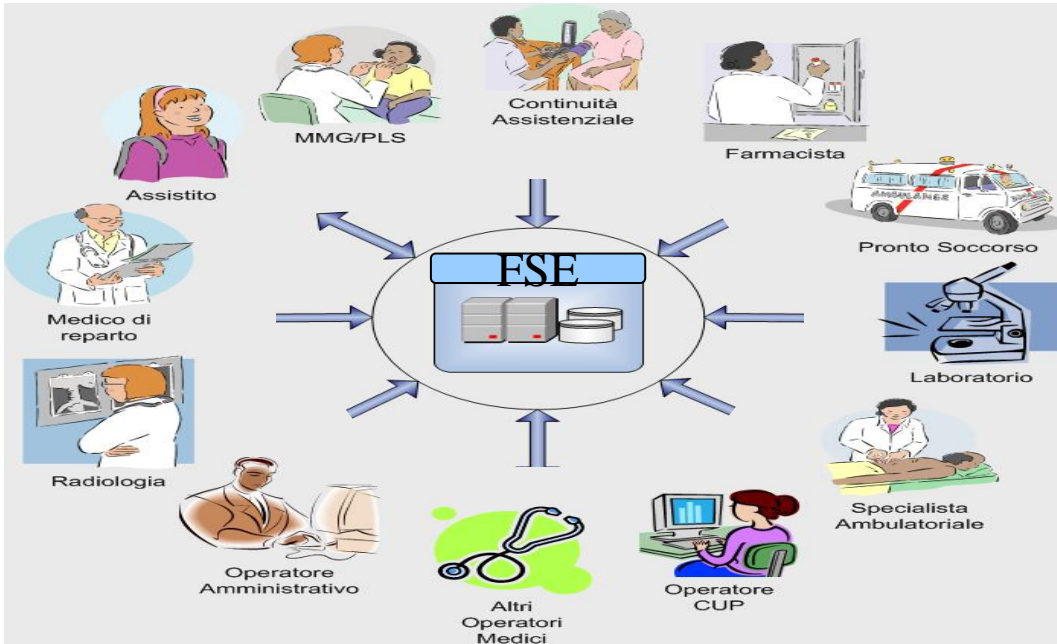 MMG/PLS
Continuità
Assistenziale
Farmacista
Assistito
AMBULANCE
Pronto Soccorso
FSE
Medico di
reparto
Laboratorio
Radiologia
Specialista
Ambulatoriale
Operatore
Amministrativo
Altri
Operatori
Medici
Operatore
CUP